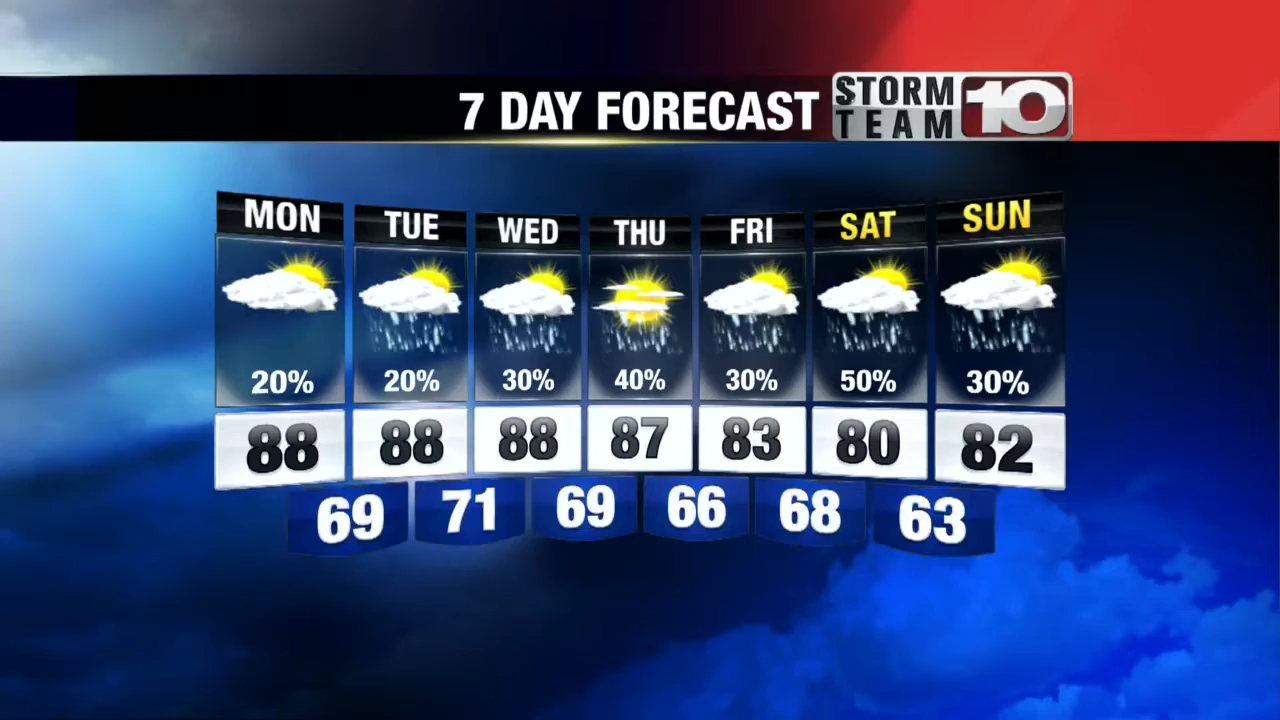 7 DAY FORECAST
STORM TEAM 10
MON TUE WED THU FRI SAT SUN
20% 20% 30% 40% 30% 50% 30%
88 88 88 87 83 80 82
69 71 69 66 68 63